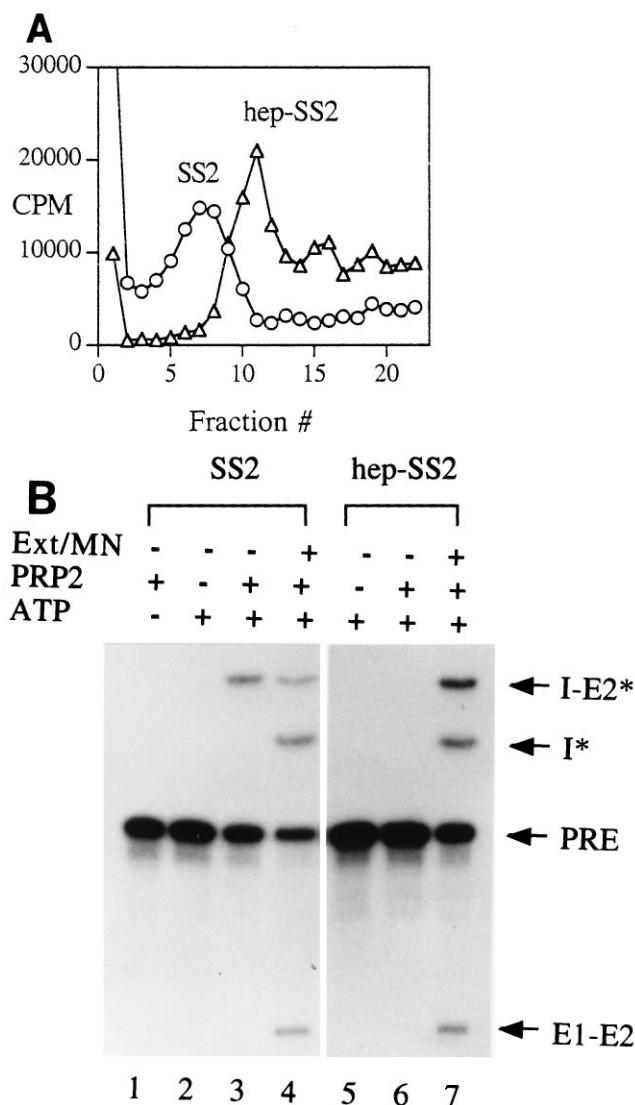 A
30000
hep-SS2
20000
SS2
CPM
10000
0
0 5 10 15 20
Fraction #
B
SS2 hep-SS2
Ext/MN - - - + - - +
PRP2 + - + + - + +
ATP - + + + + + +
I-E2*
I*
PRE
E1-E2
1 2 3 4 5 6 7